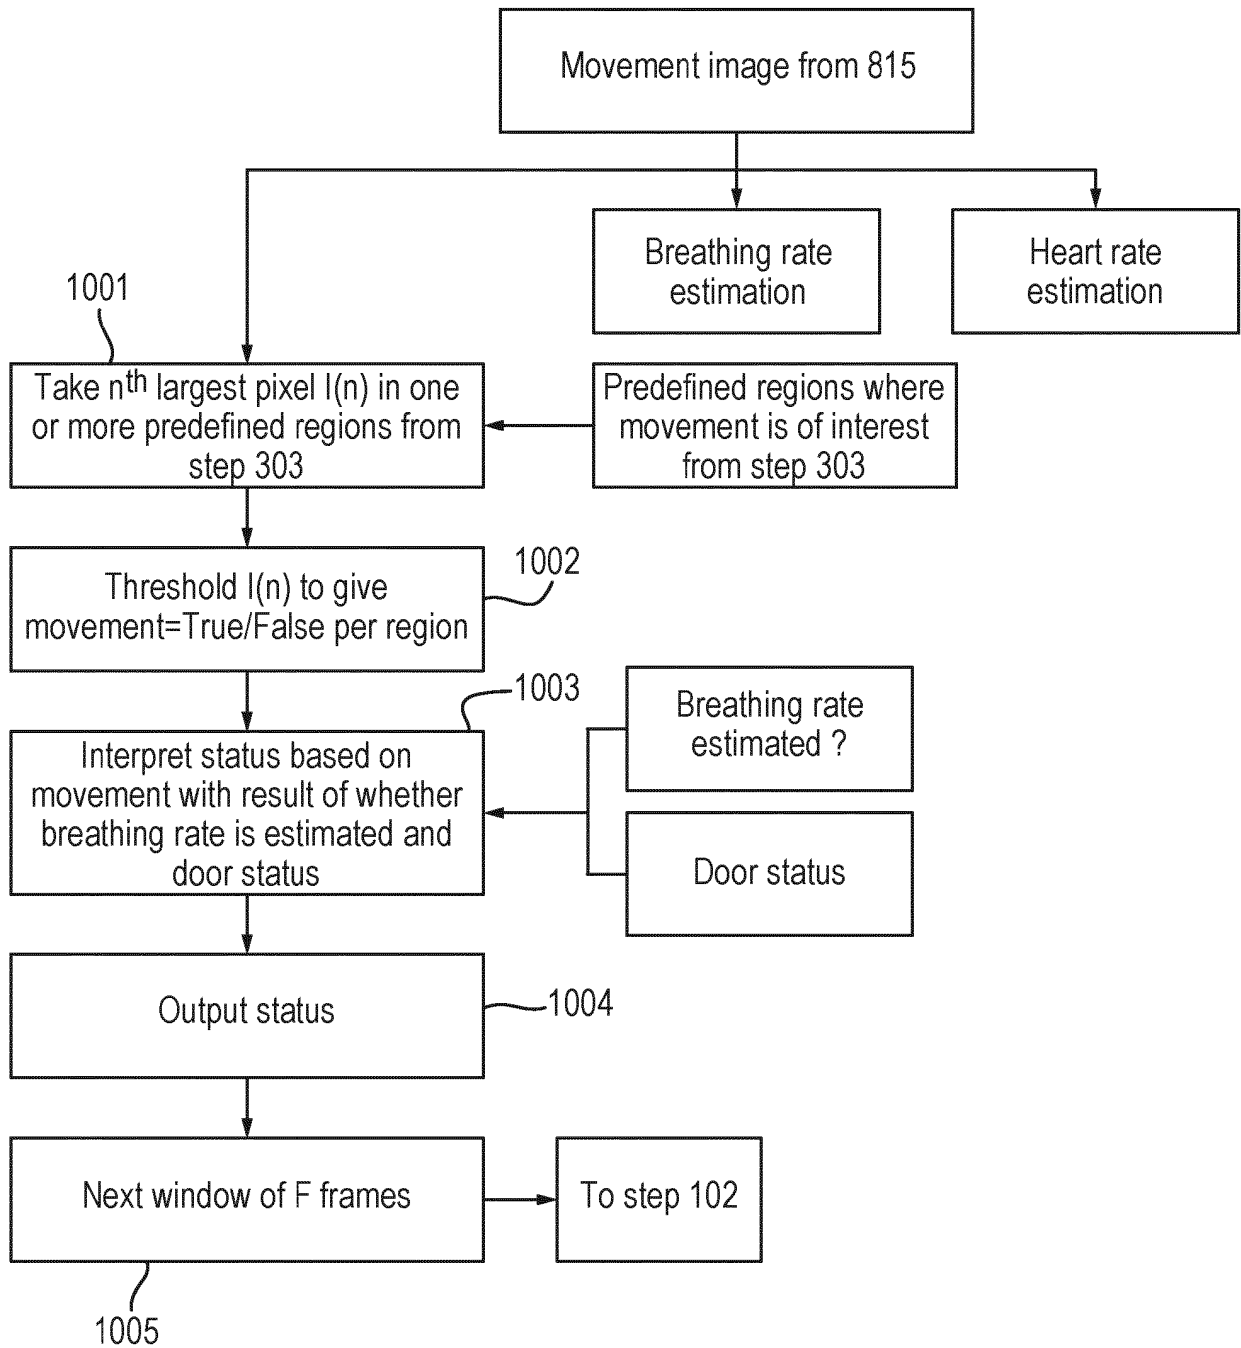 Movement image from 815
Breathing rate
estimation
Heart rate
estimation
1001
Take nth largest pixel I(n) in one
or more predefined regions from
step 303
Predefined regions where
movement is of interest
from step 303
1002
Threshold I(n) to give
movement=True/False per region
1003
Interpret status based on
movement with result of whether
breathing rate is estimated and
door status
Breathing rate
estimated ?
Door status
Output status
1004
Next window of F frames
To step 102
1005